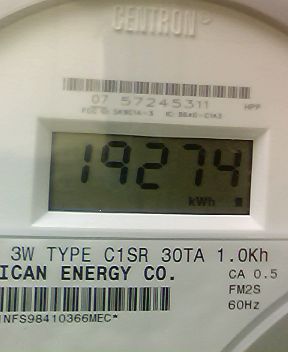 CENTRON
07 57245311 HPP
19274
kWh
3W TYPE C1SR 30TA 1.0Kh
ICAN ENERGY CO.
CA 0.5
FM2S
60Hz
NFS98410366MEC*